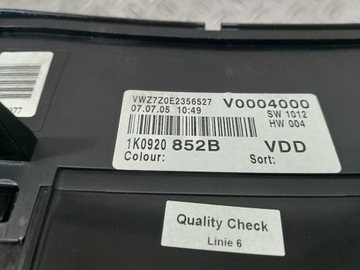 VWZ7Z0E2356527 V0004000
07.07.05 10:49 SW 1012
HW 004
1K0920 852B VDD
Colour: Sort:
Quality Check
Linie 6